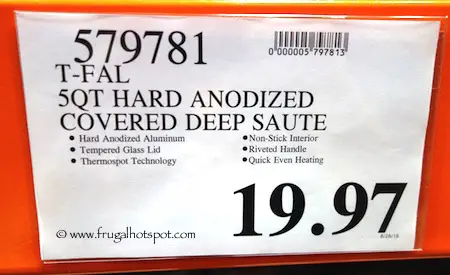 579781
0000005797813
T-FAL
5QT HARD ANODIZED
COVERED DEEP SAUTE
• Hard Anodized Aluminum • Non-Stick Interior
• Tempered Glass Lid • Riveted Handle
• Thermospot Technology • Quick Even Heating
19.97
© www.frugalhotspot.com